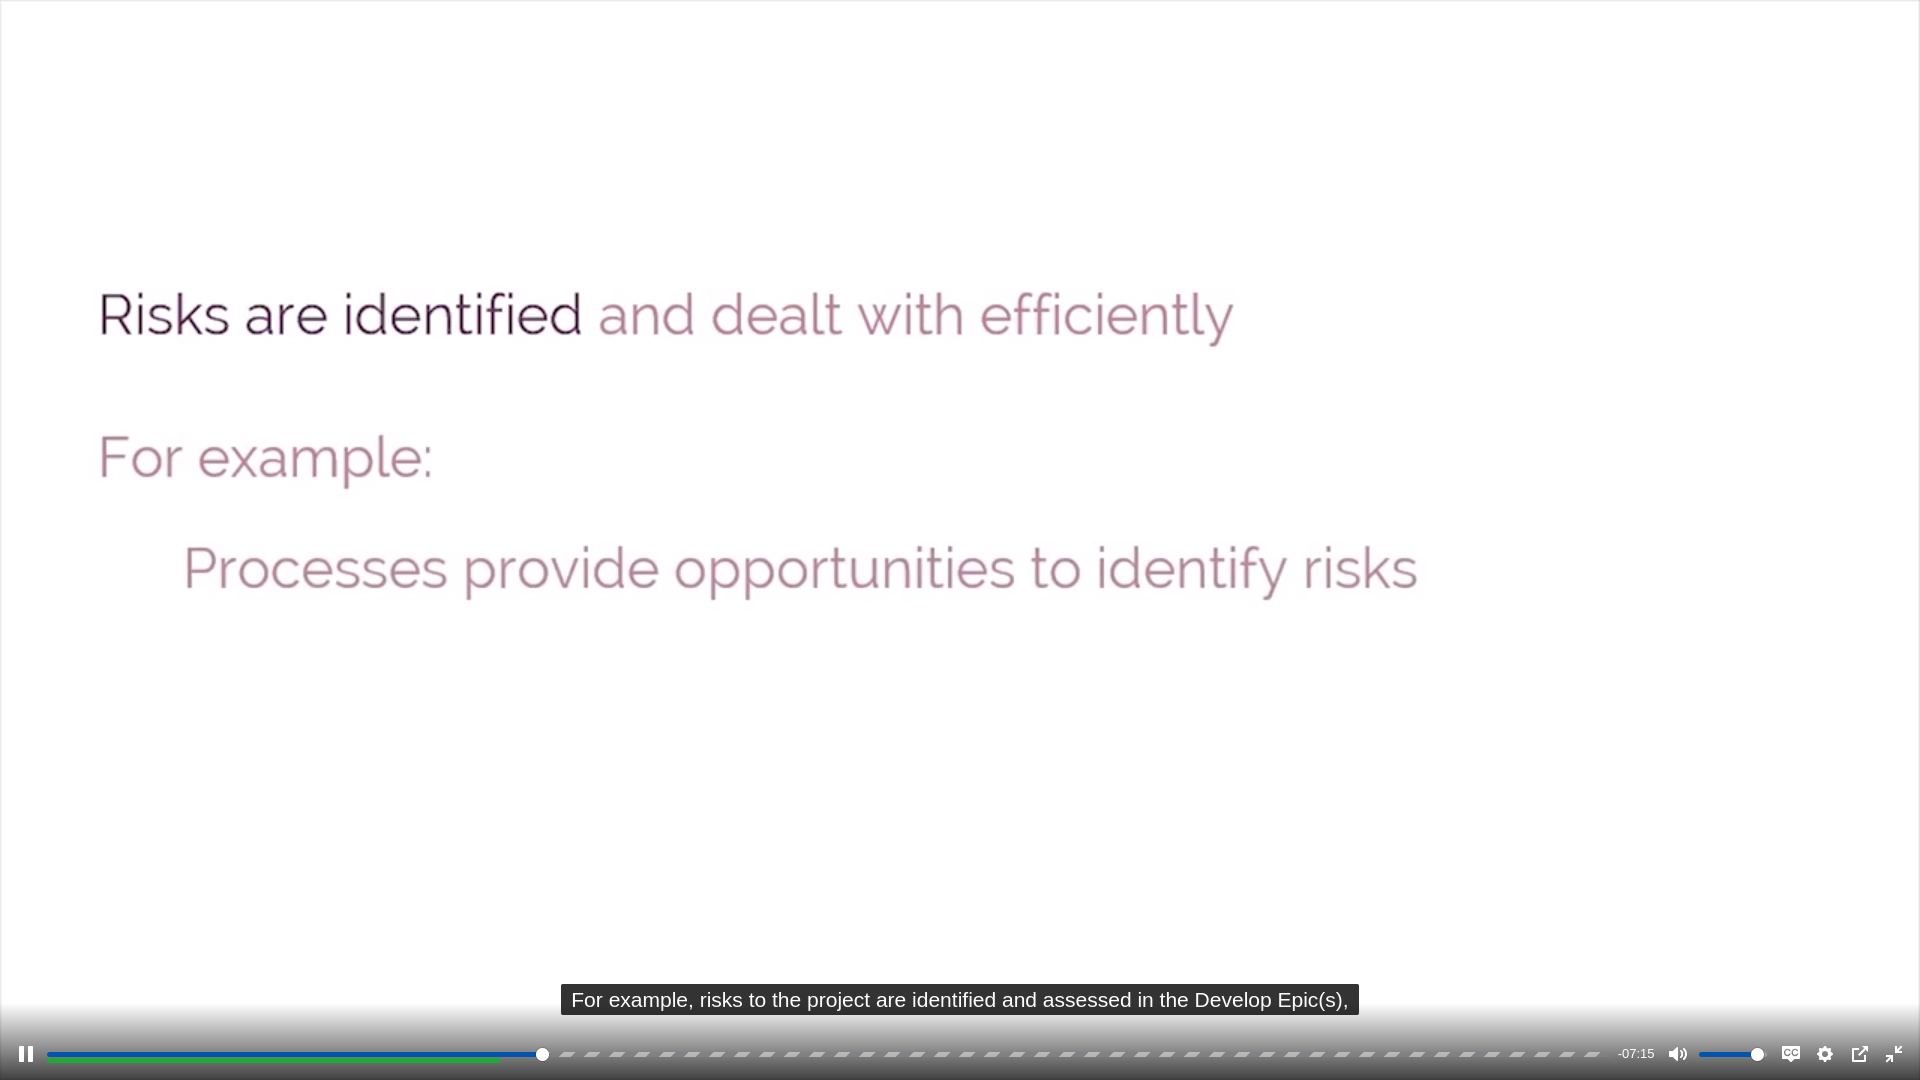 Risks are identified and dealt with efficiently
For example:
Processes provide opportunities to identify risks
For example, risks to the project are identified and assessed in the Develop Epic(s),
-07:15
CC